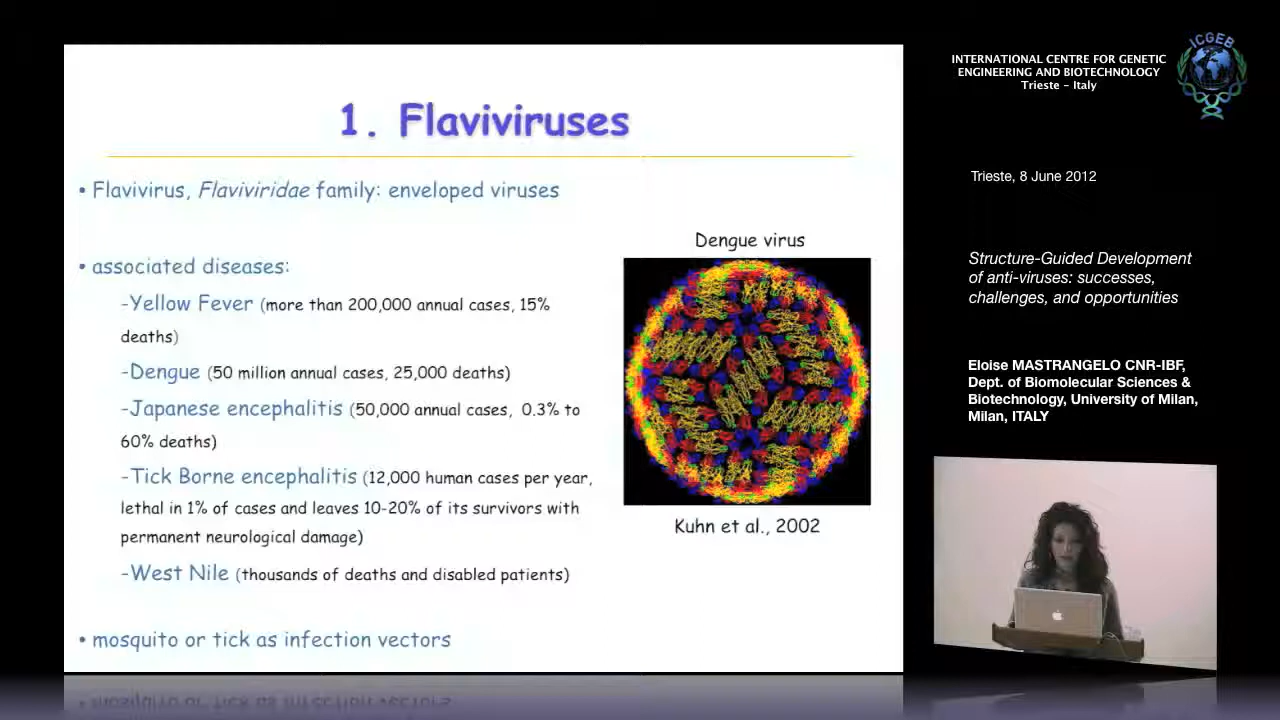 1. Flaviviruses
• Flavivirus, Flaviviridae family: enveloped viruses
• associated diseases:
-Yellow Fever (more than 200,000 annual cases, 15%
deaths)
-Dengue (50 million annual cases, 25,000 deaths)
-Japanese encephalitis (50,000 annual cases, 0.3% to
60% deaths)
-Tick Borne encephalitis (12,000 human cases per year,
lethal in 1% of cases and leaves 10-20% of its survivors with
permanent neurological damage)
-West Nile (thousands of deaths and disabled patients)
• mosquito or tick as infection vectors
Dengue virus
Kuhn et al., 2002
INTERNATIONAL CENTRE FOR GENETIC
ENGINEERING AND BIOTECHNOLOGY
Trieste - Italy
ICGEB
Trieste, 8 June 2012
Structure-Guided Development
of anti-viruses: successes,
challenges, and opportunities
Eloise MASTRANGELO CNR-IBF,
Dept. of Biomolecular Sciences &
Biotechnology, University of Milan,
Milan, ITALY